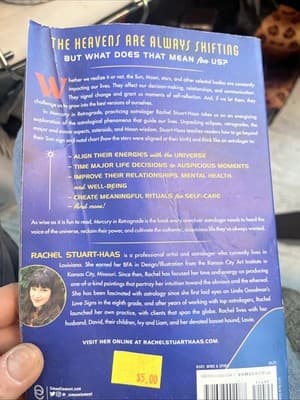 THE HEAVENS ARE ALWAYS SHIFTING
BUT WHAT DOES THAT MEAN for US?
Whether we realize it or not, the Sun, Moon, stars, and other celestial bodies are constantly
impacting our lives. They affect our decision-making, relationships, and communication.
They signal change and grant us moments of self-reflection. And, if we let them, they
challenge us to grow into the best versions of ourselves.
In Mercury in Retrograde, practicing astrologer Rachel Stuart-Haas takes us on an energizing
exploration of the astrological phenomena that guide our lives. Unpacking eclipses, retrogrades, the
major and minor aspects, asteroids, and Moon wisdom, Stuart-Haas teaches readers how to go beyond
their Sun sign and natal chart (how the stars were aligned at their birth) and think like an astrologer to:
– ALIGN THEIR ENERGIES with the UNIVERSE
– TIME MAJOR LIFE DECISIONS to AUSPICIOUS MOMENTS
– IMPROVE THEIR RELATIONSHIPS, MENTAL HEALTH,
and WELL-BEING
– CREATE MEANINGFUL RITUALS for SELF-CARE
– And more!
As wise as it is fun to read, Mercury in Retrograde is the book every armchair astrologer needs to heed the
voice of the universe, reclaim their power, and cultivate the authentic, audacious life they've always wanted.
RACHEL STUART-HAAS is a professional artist and astrologer who currently lives in
Louisiana. She earned her BFA in Design/Illustration from the Kansas City Art Institute in
Kansas City, Missouri. Since then, Rachel has focused her time and energy on producing
one-of-a-kind paintings that portray her intuition toward the obvious and the ethereal.
She has been fascinated with astrology since she first laid eyes on Linda Goodman's
Love Signs in the eighth grade, and after years of working with top astrologers, Rachel
launched her own practice, with clients that span the globe. Rachel lives with her
husband, David, their children, Ivy and Liam, and her devoted basset hound, Louie.
VISIT HER ONLINE AT RACHELSTUARTHAAS.COM
$5.00
BODY, MIND & SPIRIT